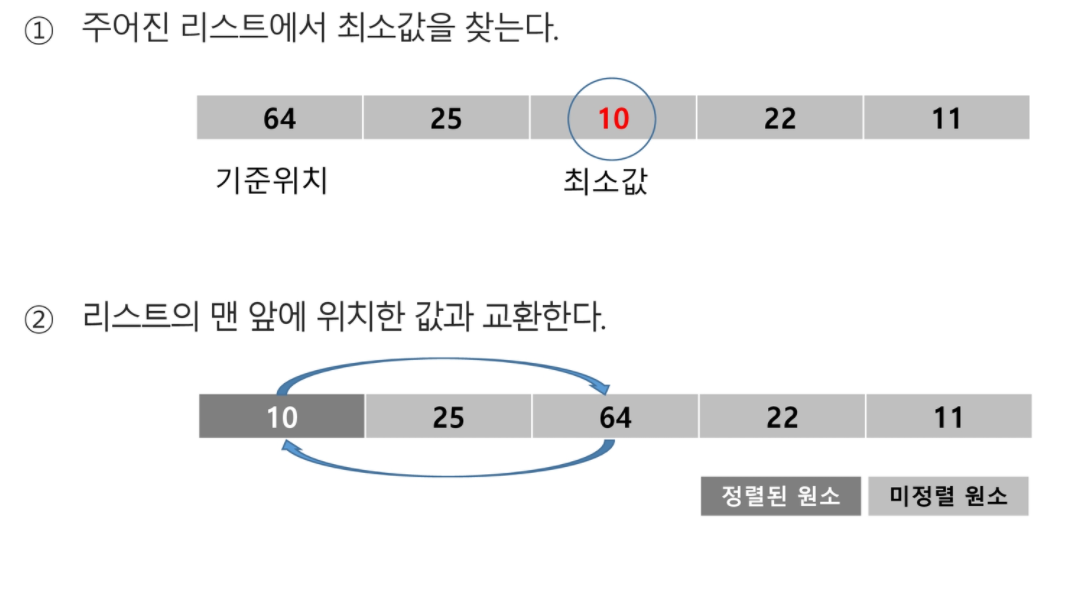 ① 주어진 리스트에서 최소값을 찾는다.
64 25 10 22 11
기준위치 최소값
② 리스트의 맨 앞에 위치한 값과 교환한다.
10 25 64 22 11
정렬된 원소 미정렬 원소